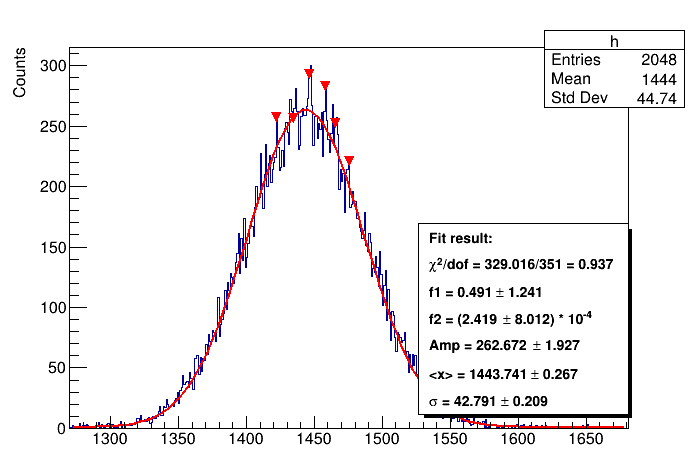 h
Entries 2048
Mean 1444
Std Dev 44.74
Counts
300
250
200
150
100
50
0
Fit result:
χ²/dof = 329.016/351 = 0.937
f1 = 0.491 ± 1.241
f2 = (2.419 ± 8.012) * 10⁻⁴
Amp = 262.672 ± 1.927
<x> = 1443.741 ± 0.267
σ = 42.791 ± 0.209
1300 1350 1400 1450 1500 1550 1600 1650